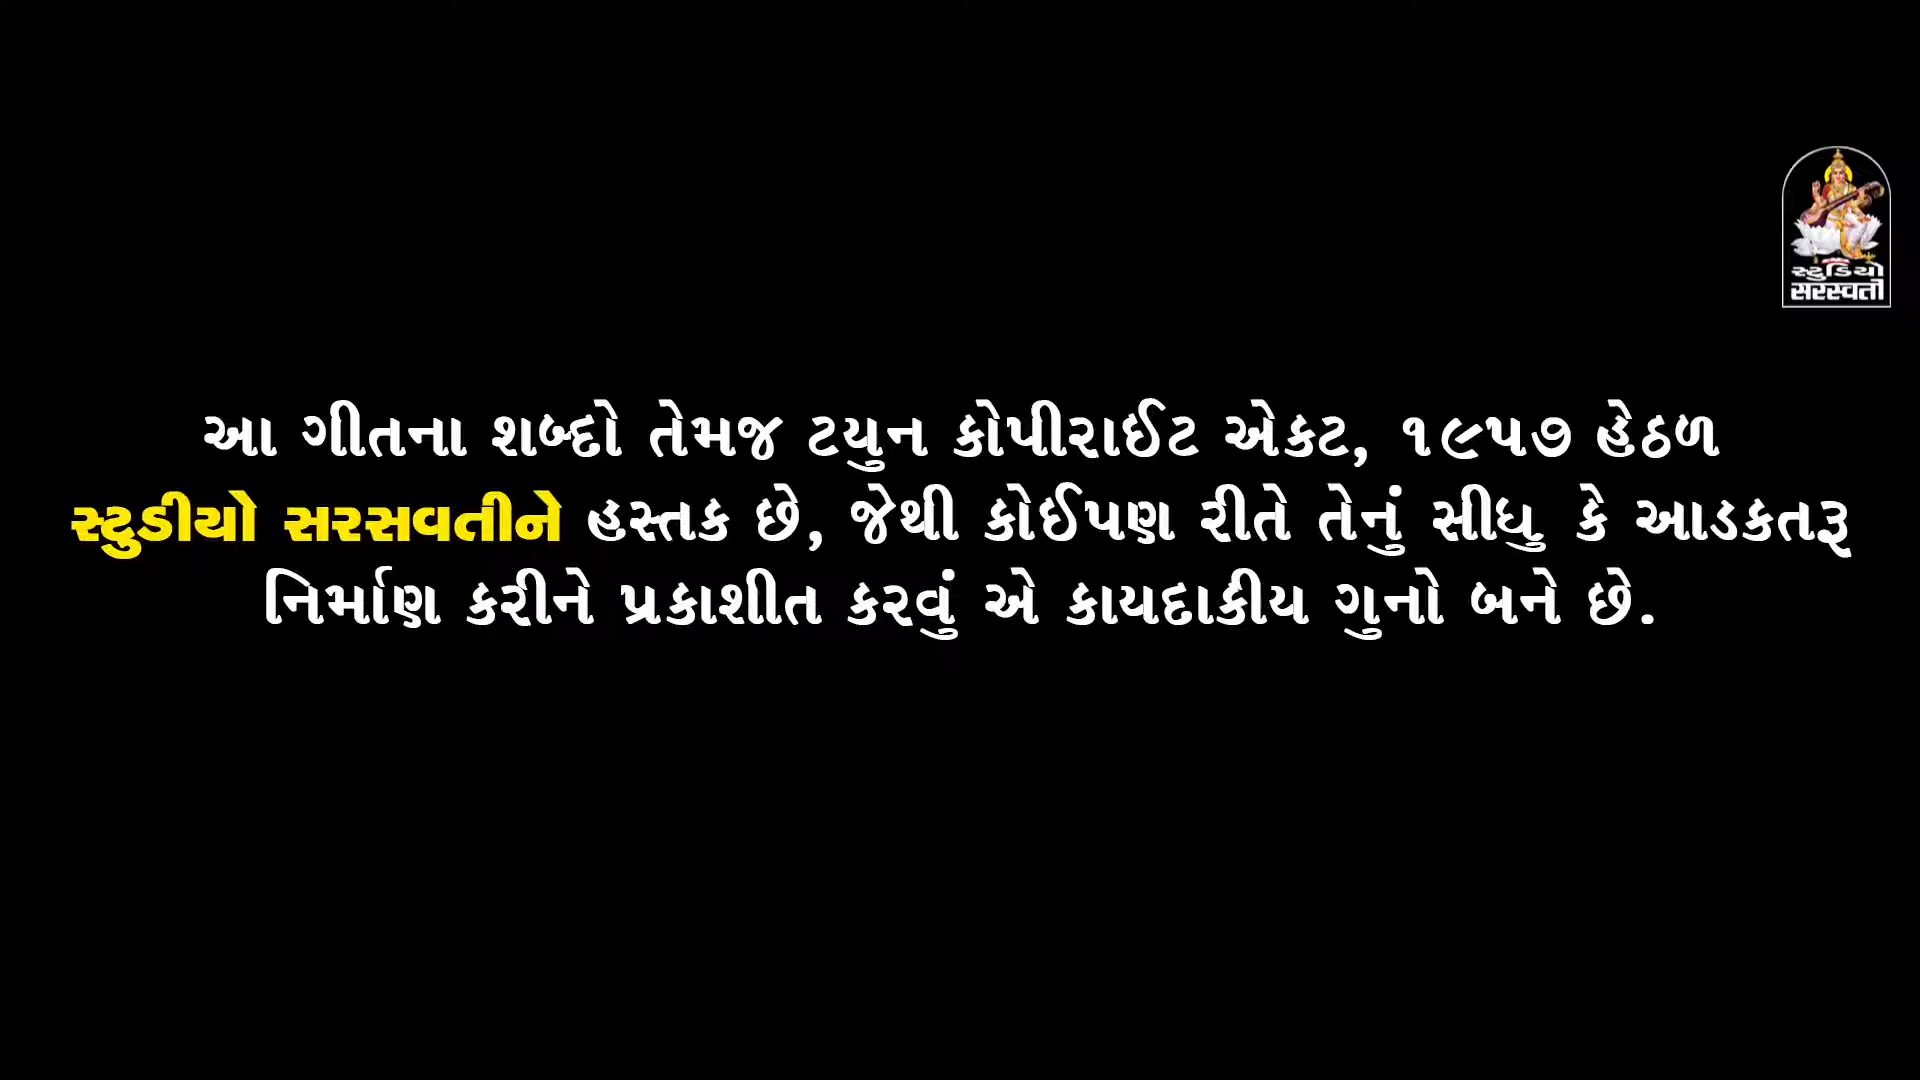 સ્ટુડિયો
સરસ્વતી
આ ગીતના શબ્દો તેમજ ટયુન કોપીરાઈટ એકટ, ૧૯૫૭ હેઠળ
સ્ટુડીયો સરસવતીને હસ્તક છે, જેથી કોઈપણ રીતે તેનું સીધુ કે આડકતરૂ
નિર્માણ કરીને પ્રકાશીત કરવું એ કાયદાકીય ગુનો બને છે.